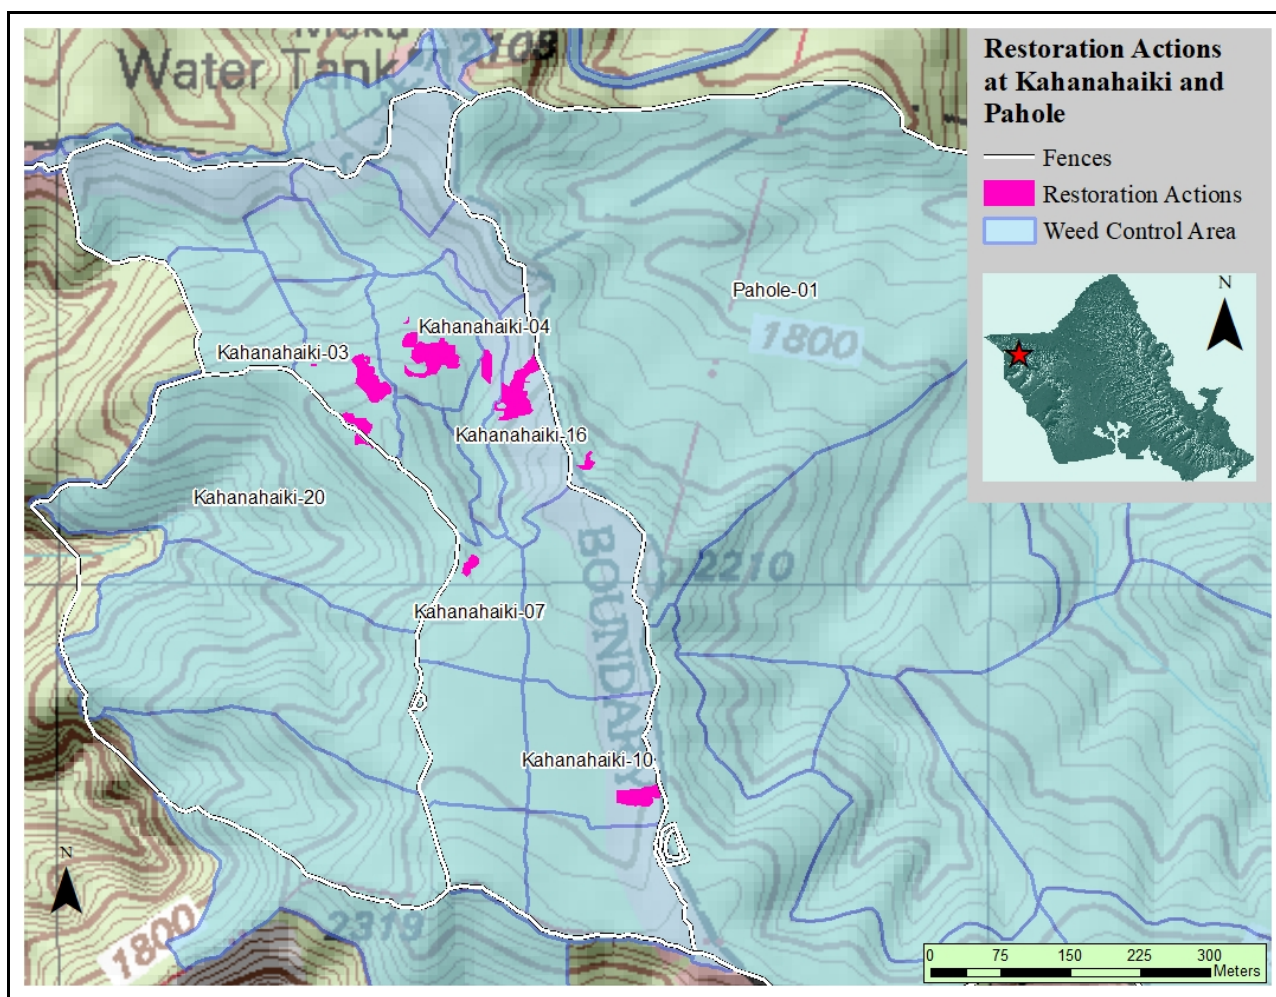 Restoration Actions
at Kahanahaiki and
Pahole
Fences
Restoration Actions
Weed Control Area
N
Water Tank
2108
Pahole-01
1800
Kahanahaiki-04
Kahanahaiki-03
Kahanahaiki-16
Kahanahaiki-20
2210
BOUNDARY
Kahanahaiki-07
Kahanahaiki-10
N
1800
2319
0 75 150 225 300
Meters